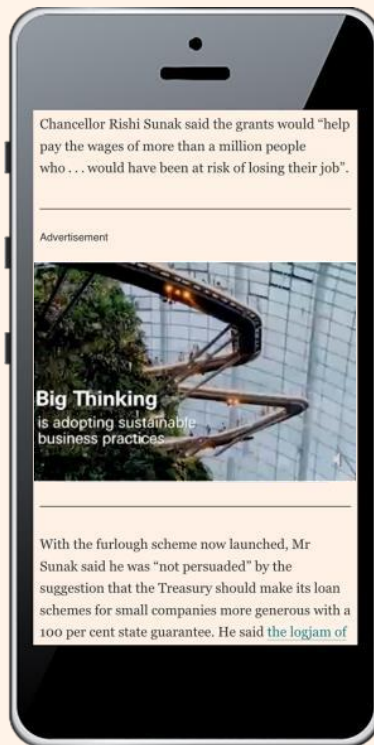 Chancellor Rishi Sunak said the grants would “help
pay the wages of more than a million people
who . . . would have been at risk of losing their job”.
Advertisement
Big Thinking
is adopting sustainable
business practices
With the furlough scheme now launched, Mr
Sunak said he was “not persuaded” by the
suggestion that the Treasury should make its loan
schemes for small companies more generous with a
100 per cent state guarantee. He said the logjam of